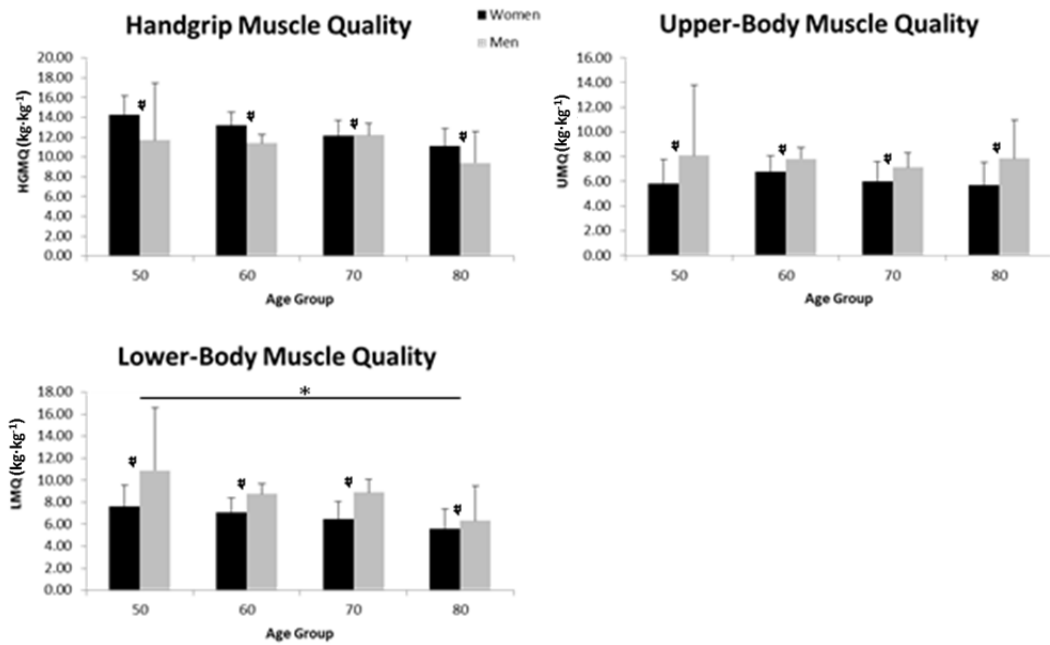 Handgrip Muscle Quality
Women
Men
HGMQ (kg·kg-1)
20.00
18.00
16.00
14.00
12.00
10.00
8.00
6.00
4.00
2.00
0.00
# # # #
50 60 70 80
Age Group
Upper-Body Muscle Quality
UMQ (kg·kg-1)
16.00
14.00
12.00
10.00
8.00
6.00
4.00
2.00
0.00
# # # #
50 60 70 80
Age Group
Lower-Body Muscle Quality
LMQ (kg·kg-1)
18.00
16.00
14.00
12.00
10.00
8.00
6.00
4.00
2.00
0.00
*
# # # #
50 60 70 80
Age Group